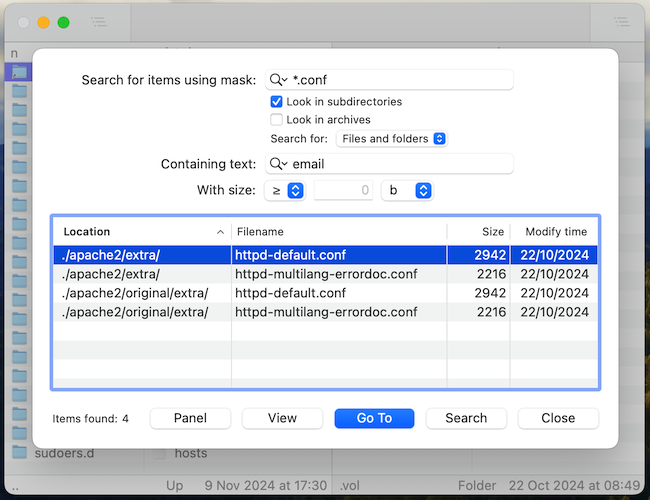 n
Search for items using mask: *.conf
Look in subdirectories
Look in archives
Search for: Files and folders
Containing text: email
With size: ≥ 0 b
Location Filename Size Modify time
./apache2/extra/ httpd-default.conf 2942 22/10/2024
./apache2/extra/ httpd-multilang-errordoc.conf 2216 22/10/2024
./apache2/original/extra/ httpd-default.conf 2942 22/10/2024
./apache2/original/extra/ httpd-multilang-errordoc.conf 2216 22/10/2024
Items found: 4 Panel View Go To Search Close
sudoers.d hosts
.. Up 9 Nov 2024 at 17:30 .vol Folder 22 Oct 2024 at 08:49